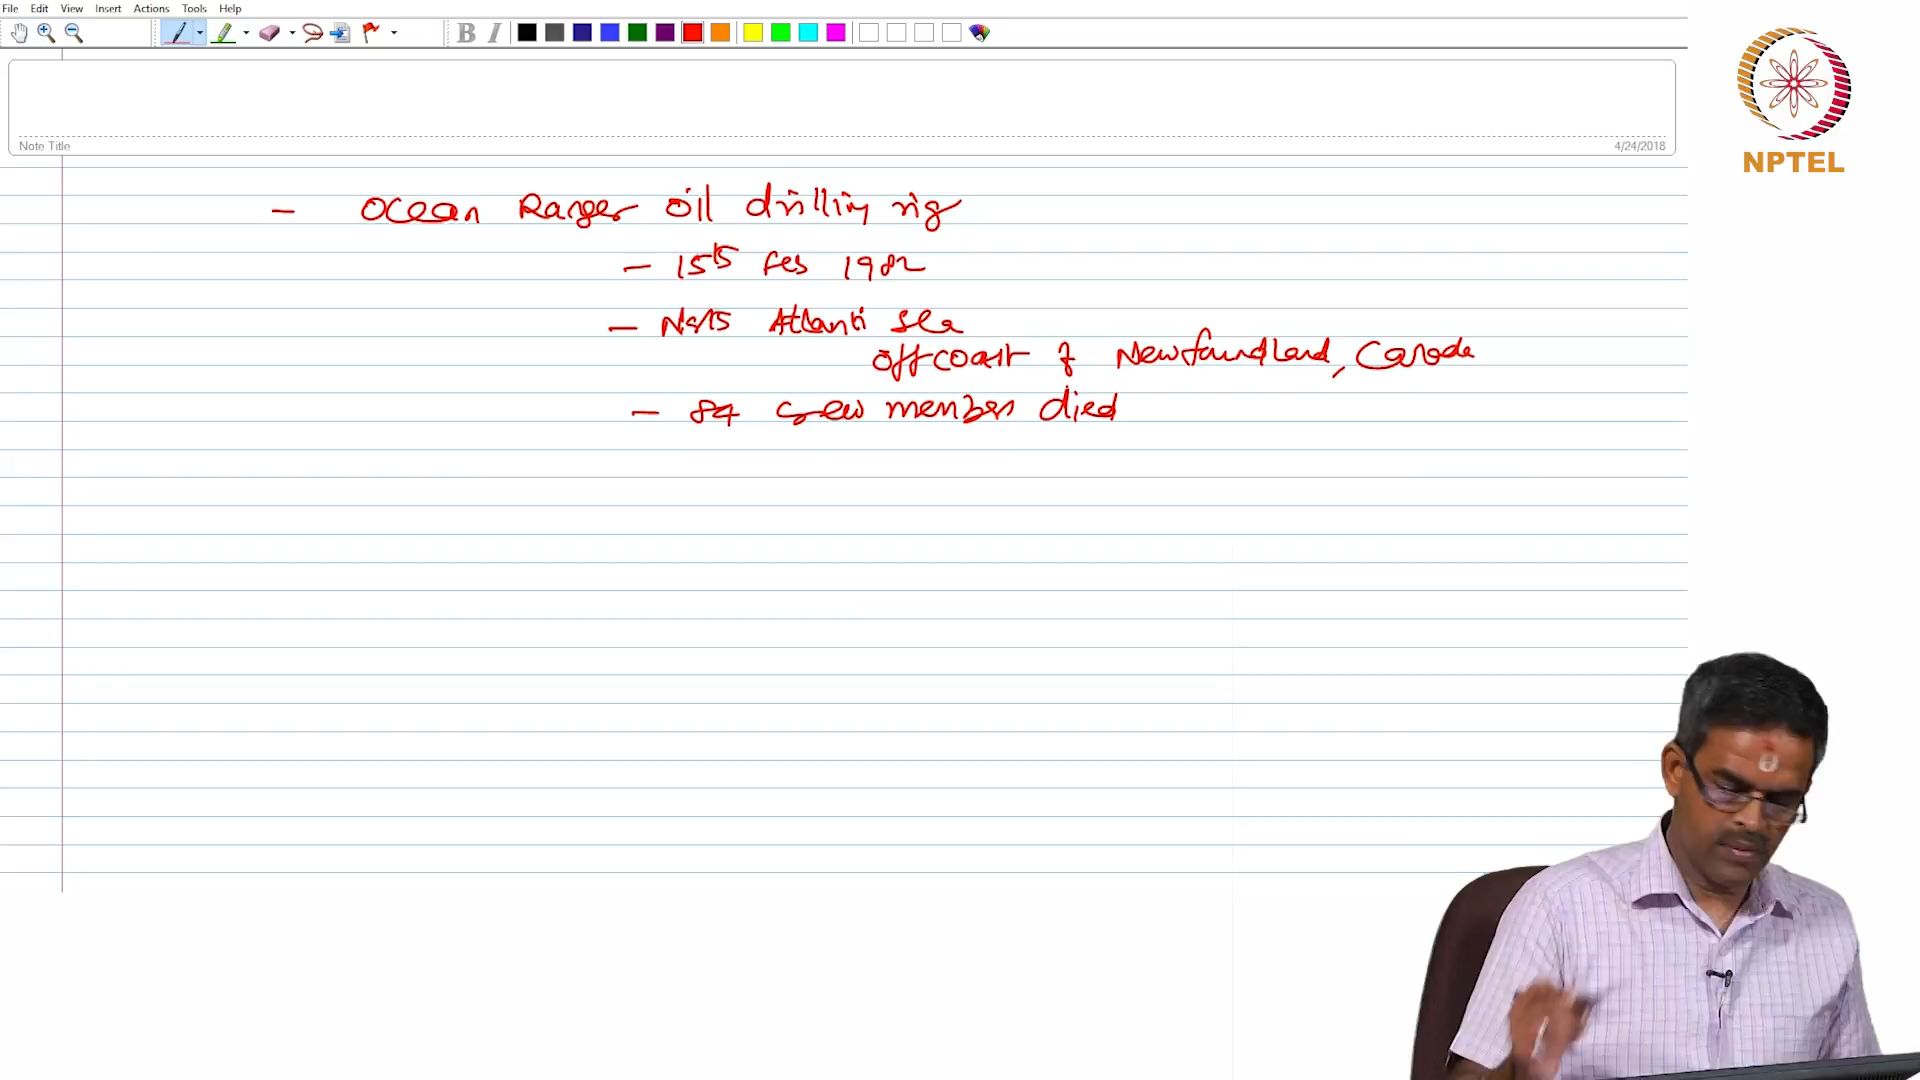 File Edit View Insert Actions Tools Help
B I
NPTEL
Note Title 4/24/2018
- Ocean Ranger oil drilling rig
- 15th Feb 1982
- North Atlantic Sea
off coast of Newfoundland, Canada
- 84 crew members died